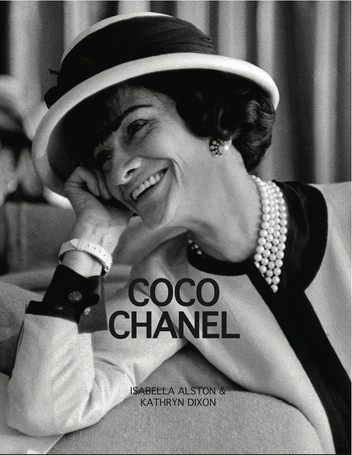 COCO
CHANEL
ISABELLA ALSTON &
KATHRYN DIXON